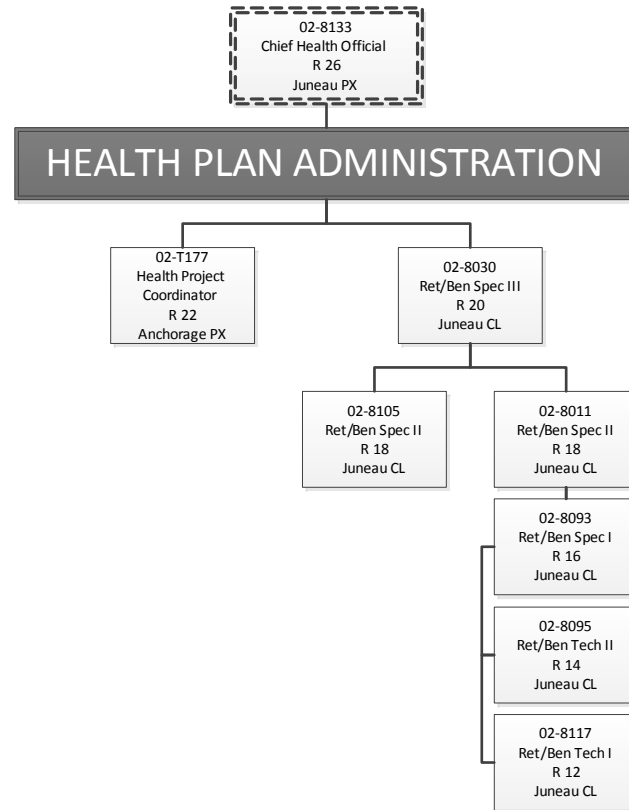 02-8133
Chief Health Official
R 26
Juneau PX
HEALTH PLAN ADMINISTRATION
02-T177
Health Project
Coordinator
R 22
Anchorage PX
02-8030
Ret/Ben Spec III
R 20
Juneau CL
02-8105
Ret/Ben Spec II
R 18
Juneau CL
02-8011
Ret/Ben Spec II
R 18
Juneau CL
02-8093
Ret/Ben Spec I
R 16
Juneau CL
02-8095
Ret/Ben Tech II
R 14
Juneau CL
02-8117
Ret/Ben Tech I
R 12
Juneau CL